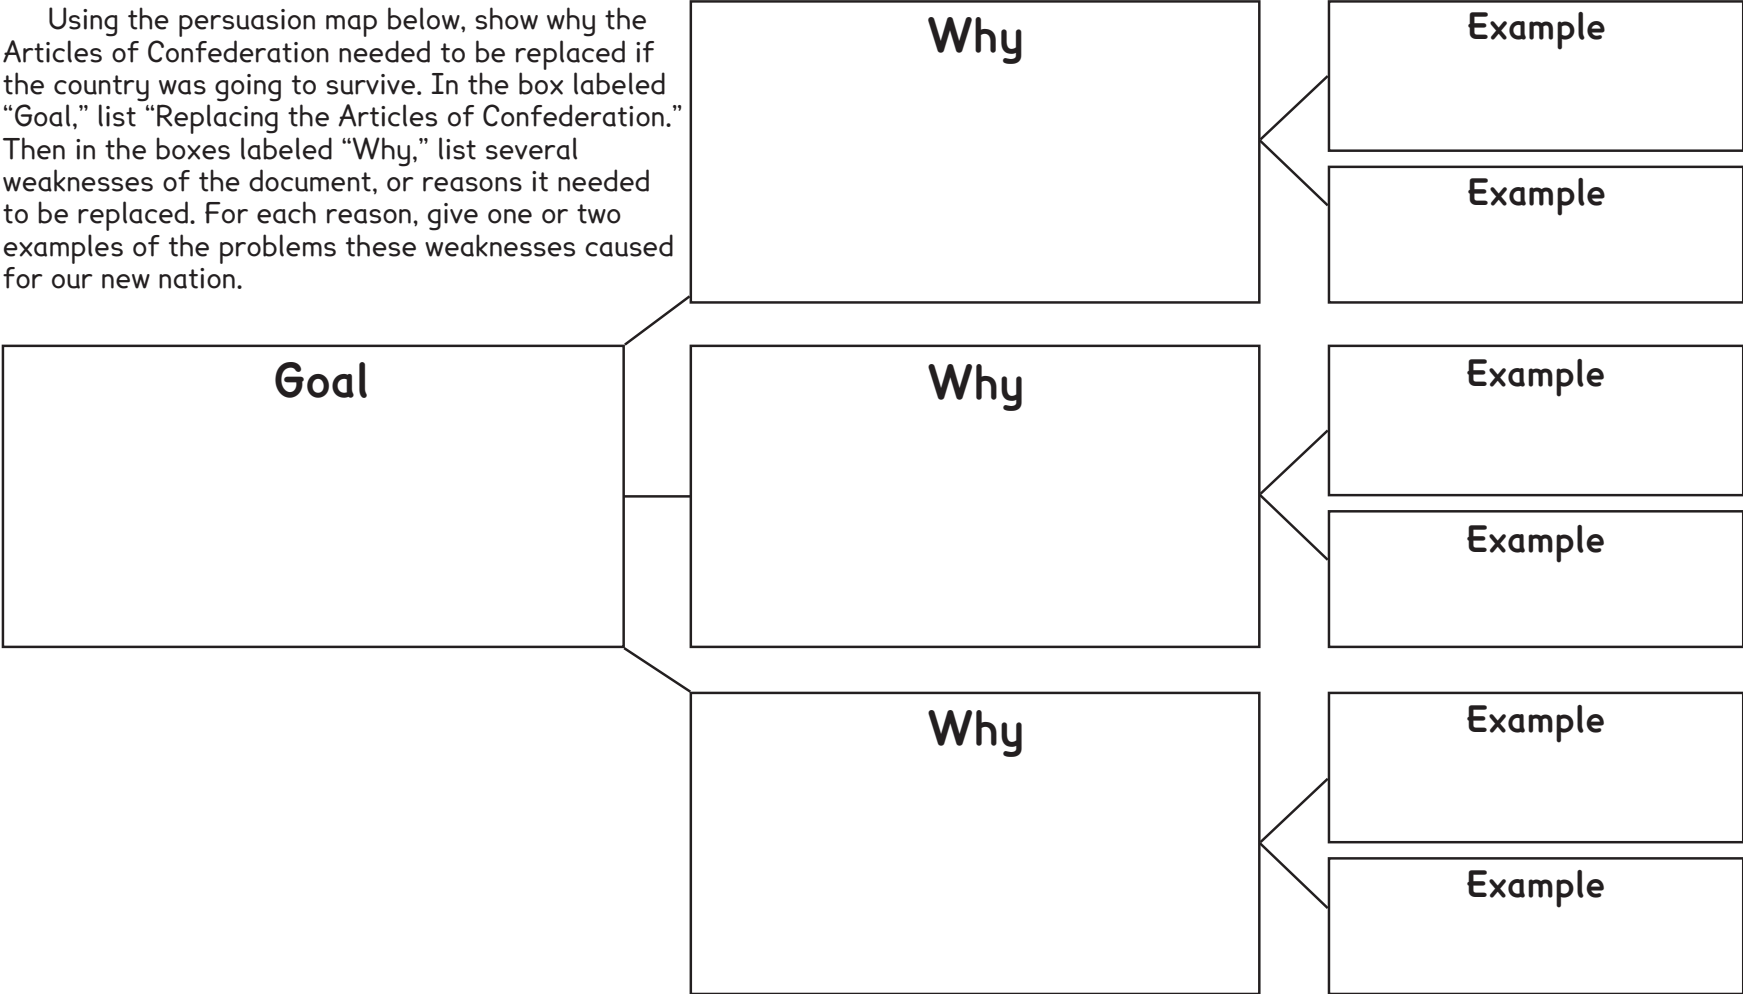 Using the persuasion map below, show why the
Articles of Confederation needed to be replaced if
the country was going to survive. In the box labeled
“Goal,” list “Replacing the Articles of Confederation.”
Then in the boxes labeled “Why,” list several
weaknesses of the document, or reasons it needed
to be replaced. For each reason, give one or two
examples of the problems these weaknesses caused
for our new nation.
Goal
Why
Example
Example
Why
Example
Example
Why
Example
Example